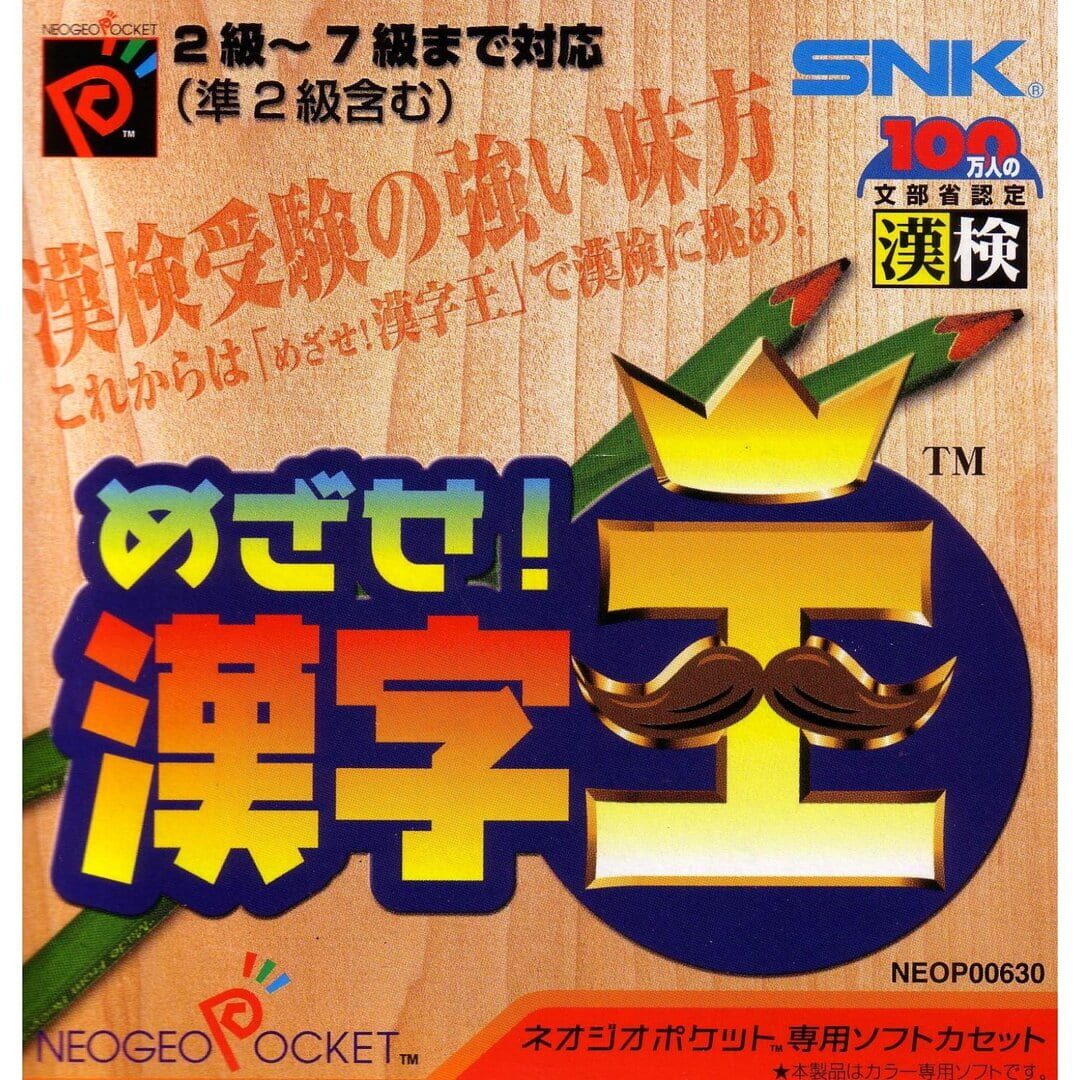 NEOGEO POCKET
TM
2級～7級まで対応
(準2級含む)
SNK®
100
万人の
文部省認定
漢検
漢検受験の強い味方
これからは「めざせ!漢字王」で漢検に挑め!
TM
めざせ!
漢字王
NEOP00630
NEOGEO POCKET TM
ネオジオポケット TM 専用ソフトカセット
★本製品はカラー専用ソフトです。